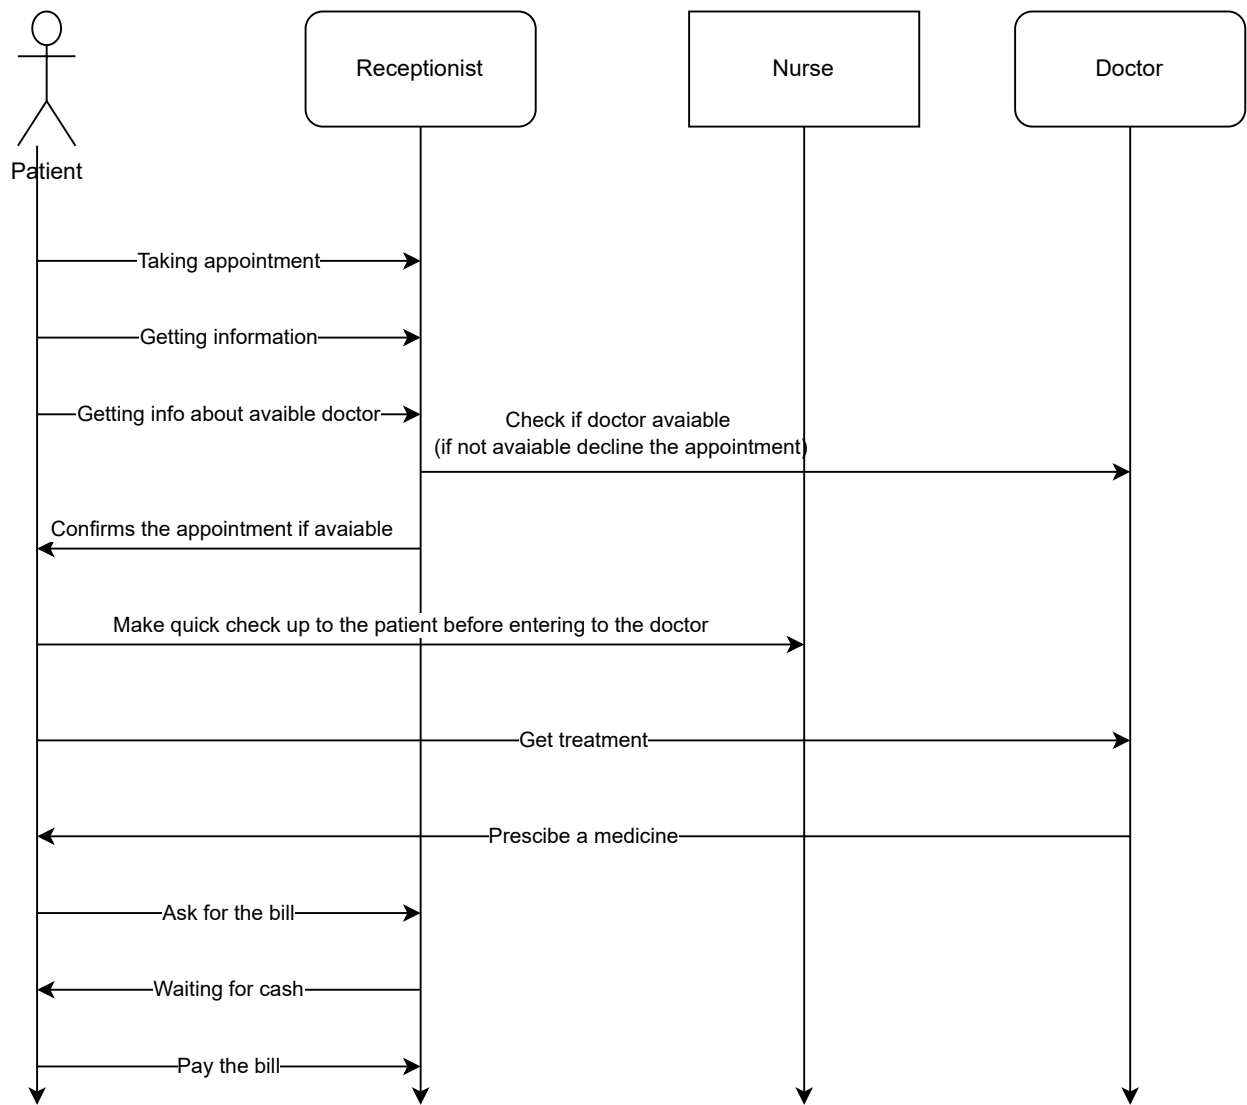 Patient
Receptionist
Nurse
Doctor
Taking appointment
Getting information
Getting info about avaible doctor
Check if doctor avaiable
(if not avaiable decline the appointment)
Confirms the appointment if avaiable
Make quick check up to the patient before entering to the doctor
Get treatment
Prescibe a medicine
Ask for the bill
Waiting for cash
Pay the bill